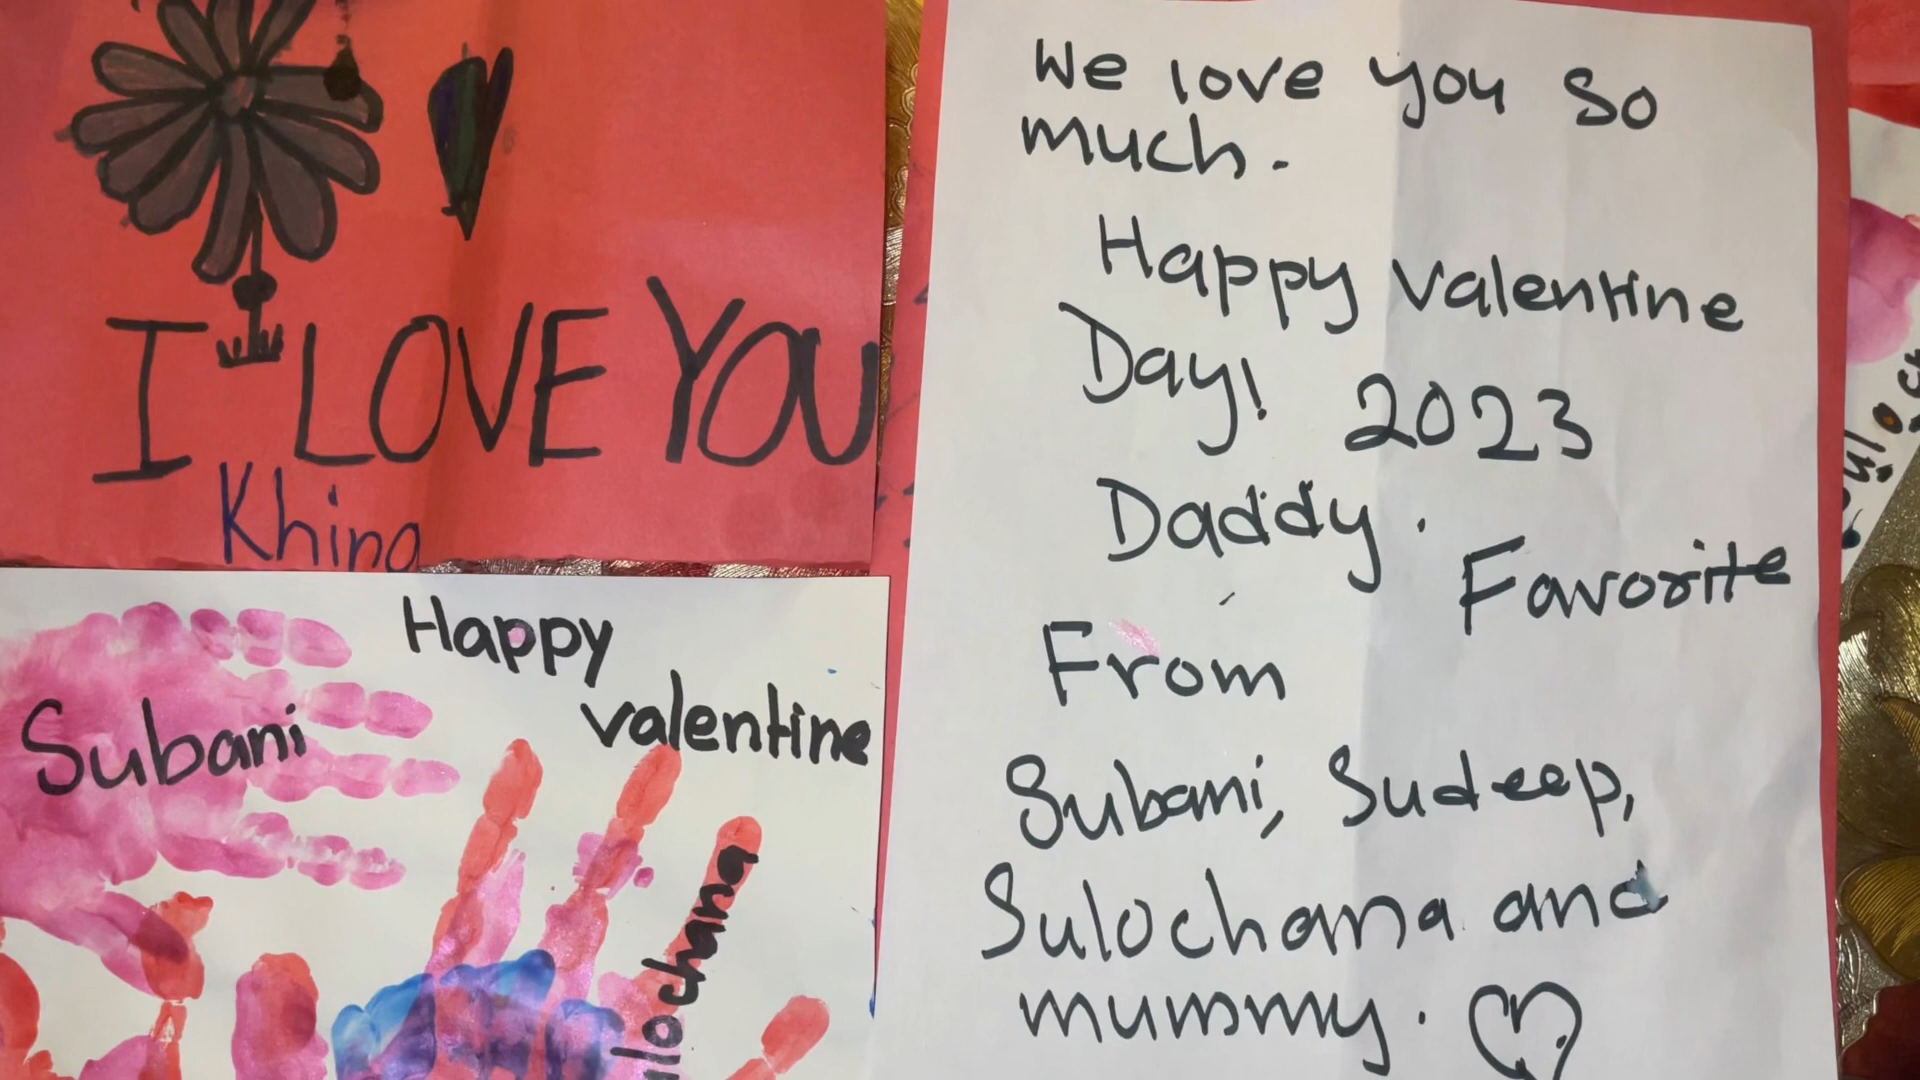 I LOVE YOU
Khina
Happy
valentine
Subani
We love you so
much.
Happy valentine
Day! 2023
Daddy.
Favorite
From
Subani, Sudeep,
Sulochana and
mummy.